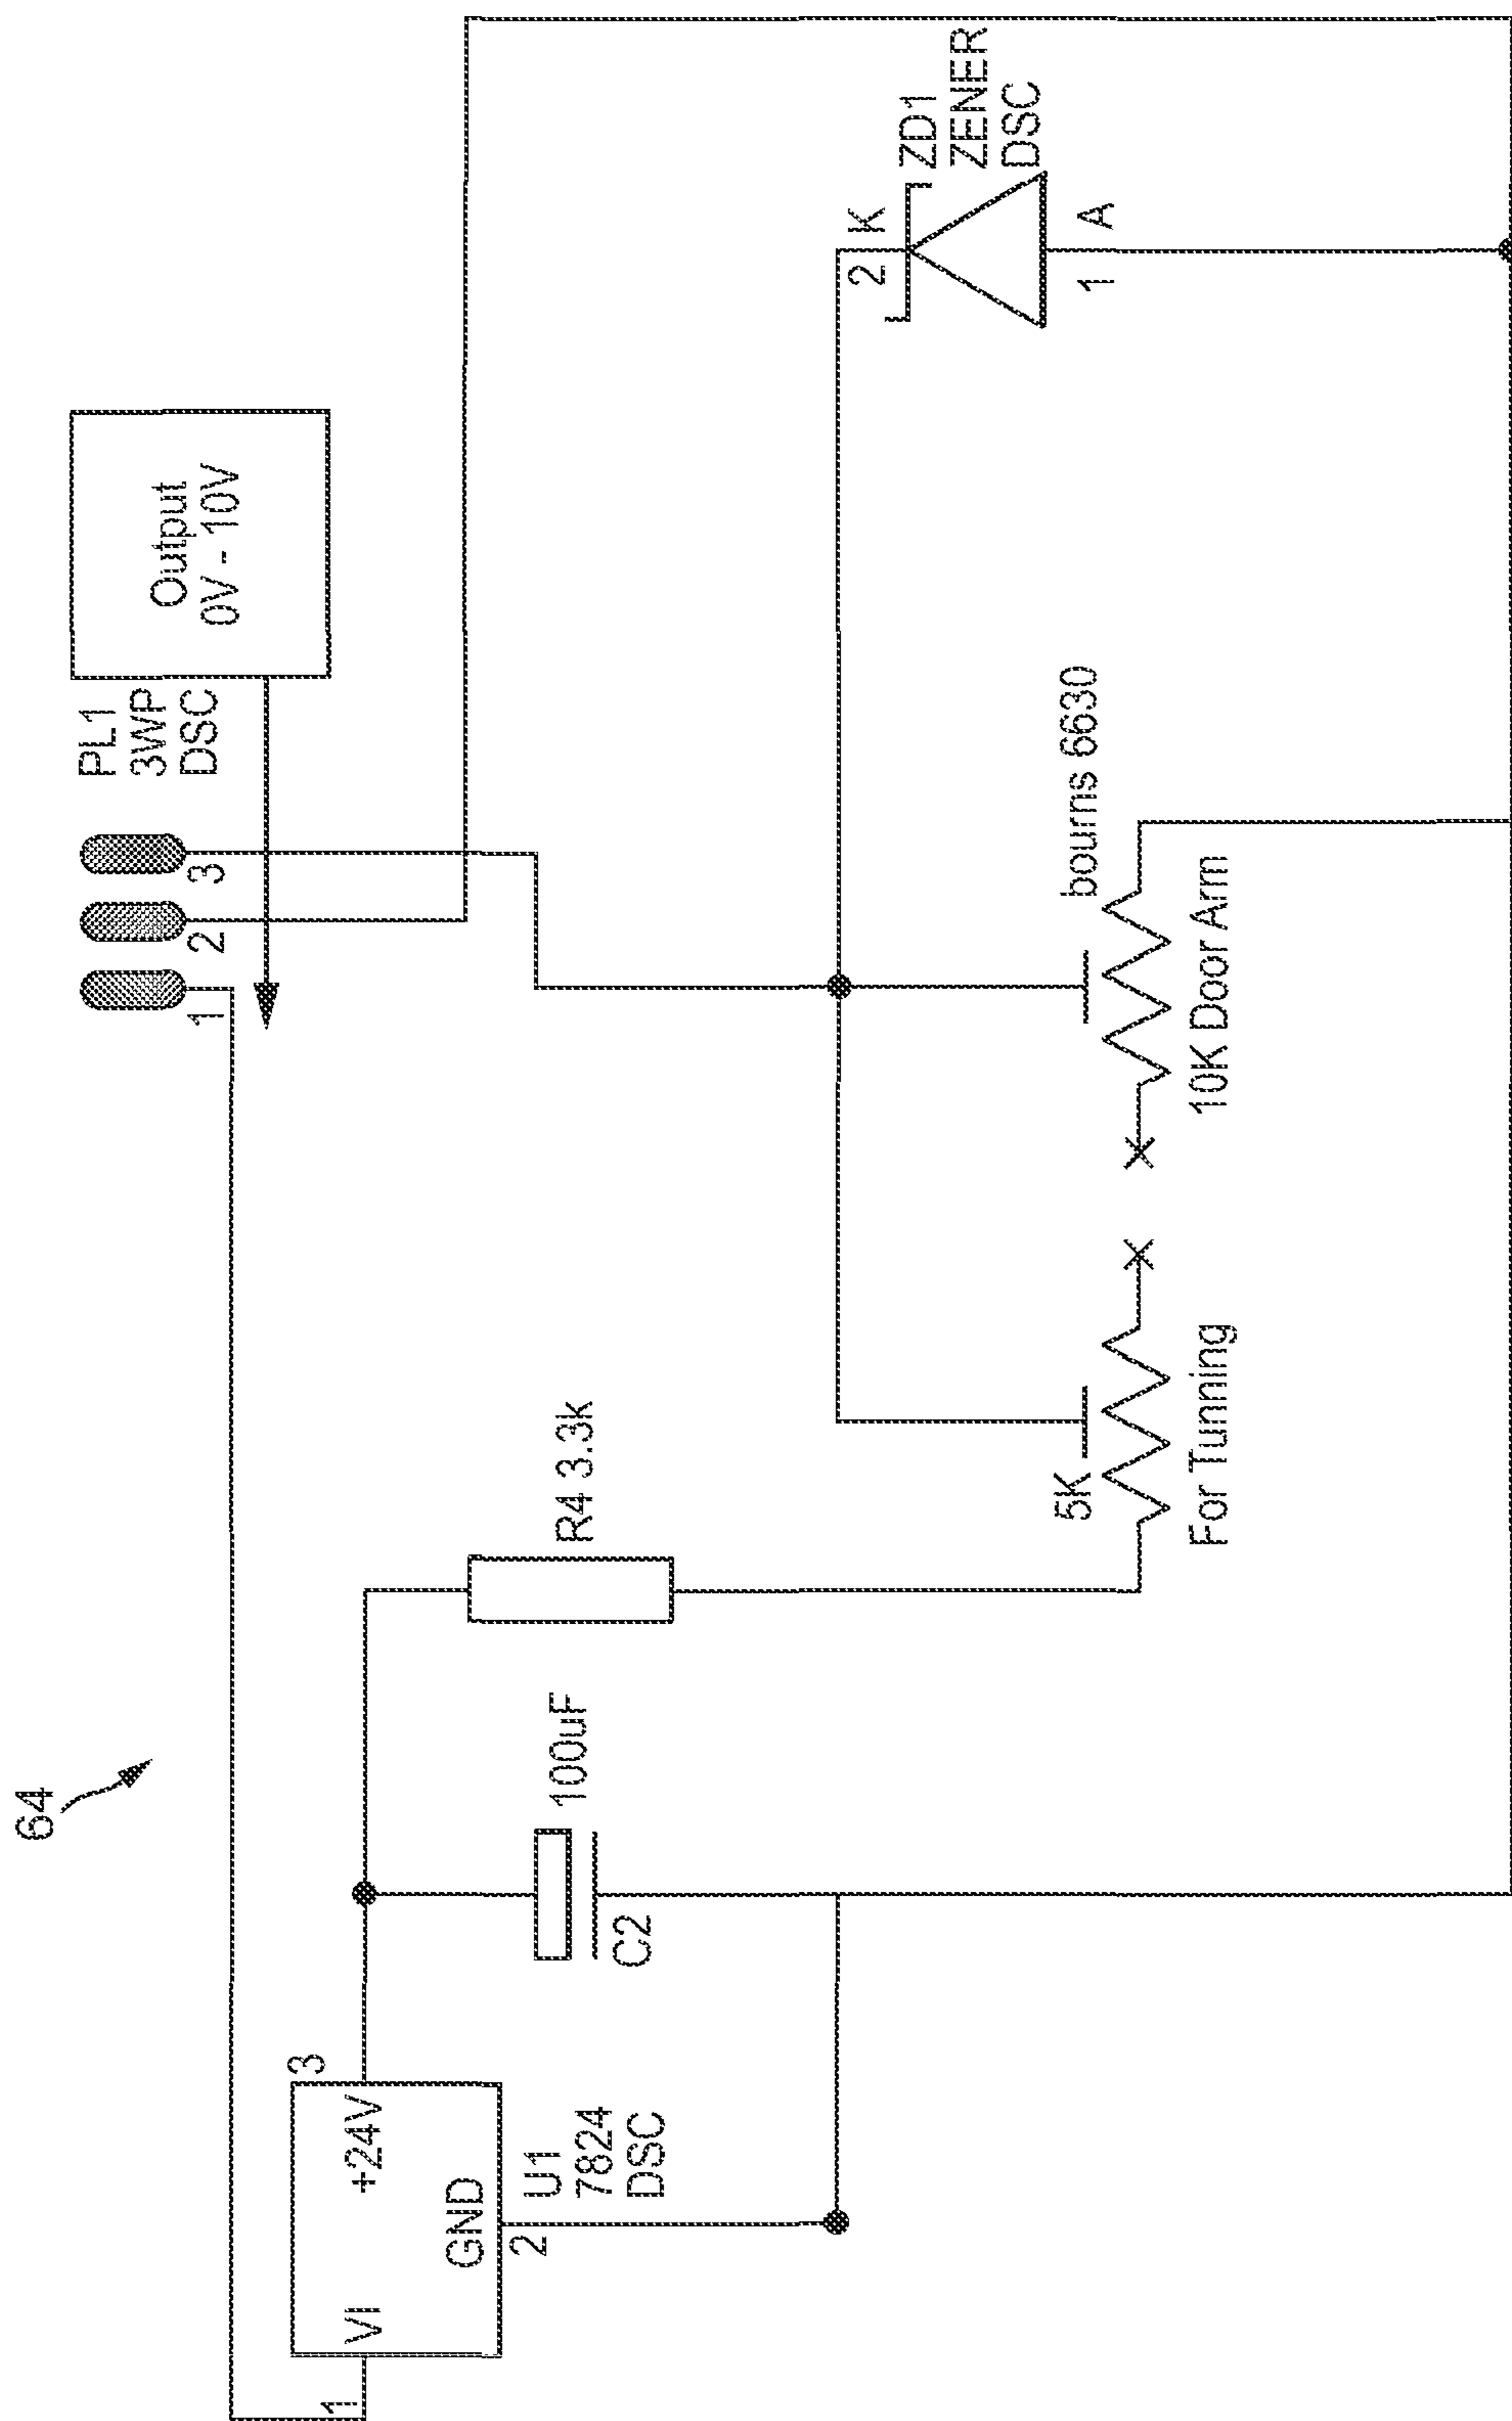 64
PL1
3WP
DSC
1
2
3
Output
0V - 10V
VI
+24V
GND
1
3
2
U1
7824
DSC
100uF
C2
R4 3.3k
5K
For Tunning
bourns 6630
10K Door Arm
2
K
ZD1
ZENER
DSC
1
A